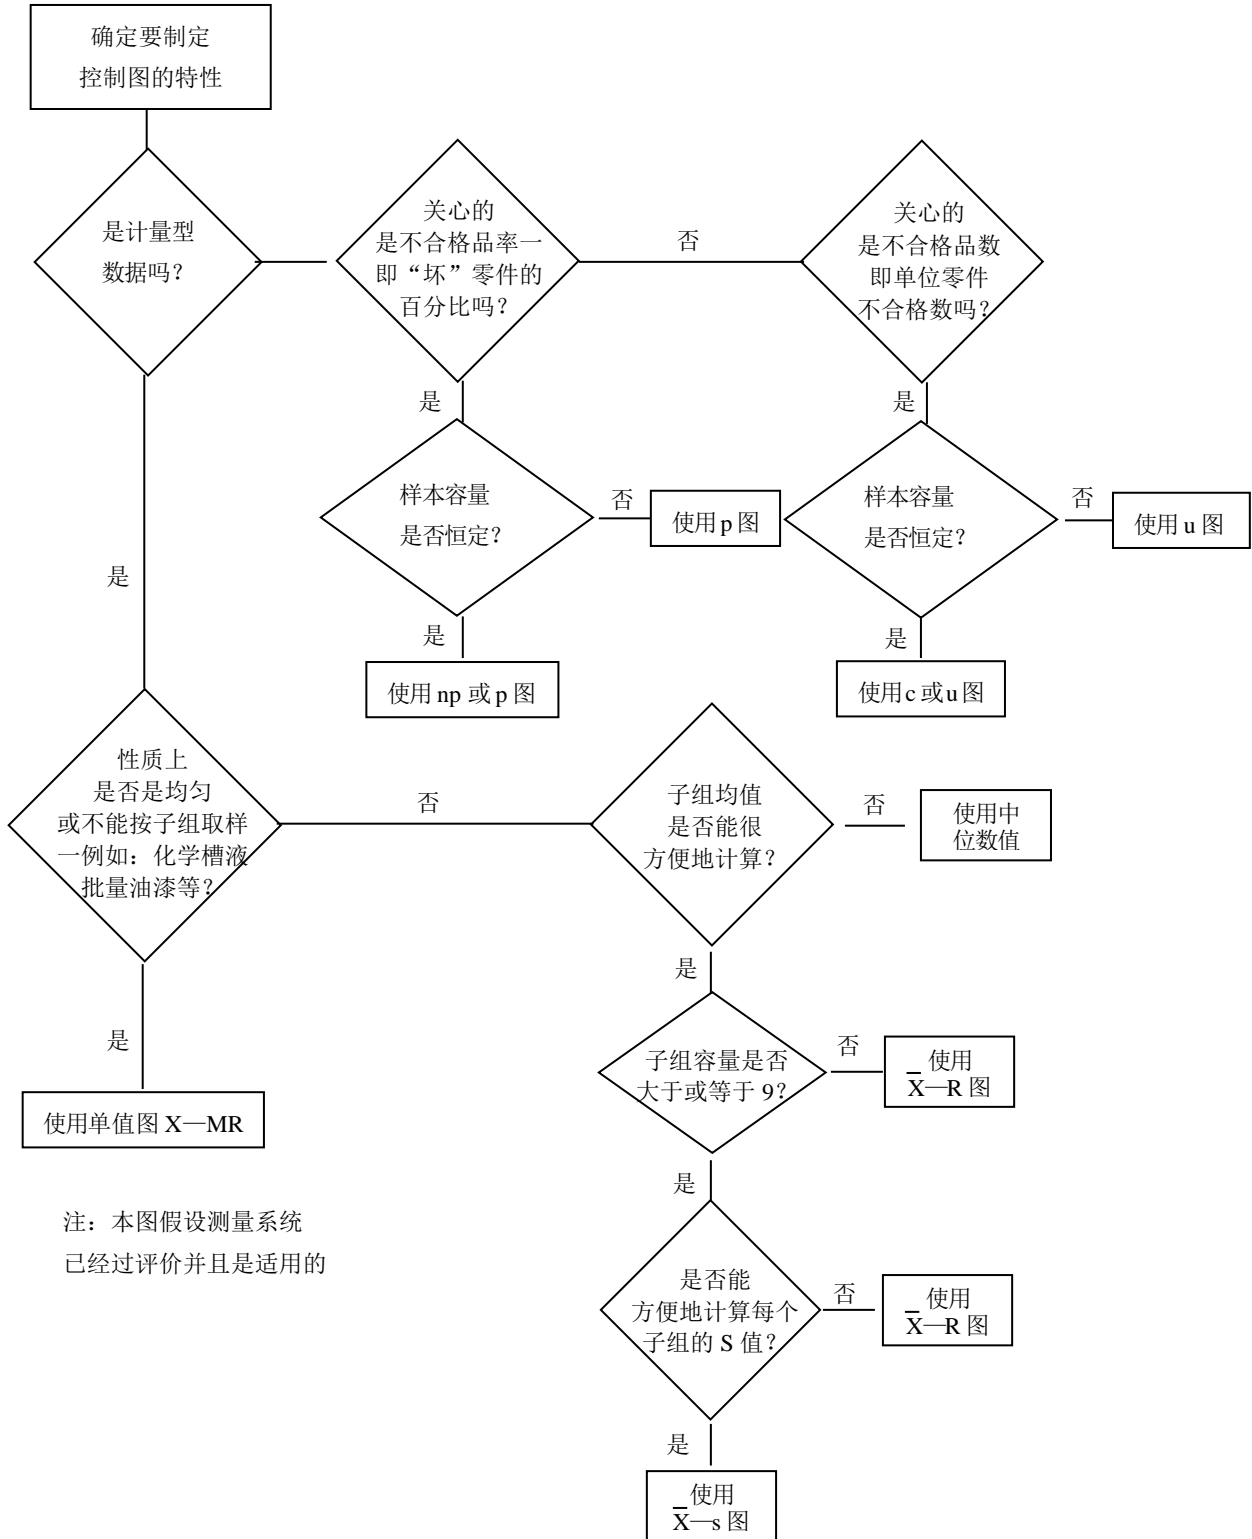 确定要制定
控制图的特性
是计量型
数据吗？
关心的
是不合格品率一
即“坏”零件的
百分比吗？
否
关心的
是不合格品数
即单位零件
不合格数吗？
是
是
样本容量
是否恒定？
否
使用 p 图
样本容量
是否恒定？
否
使用 u 图
是
是
是
使用 np 或 p 图
使用 c 或 u 图
性质上
是否是均匀
或不能按子组取样
一例如：化学槽液
批量油漆等？
否
子组均值
是否能很
方便地计算？
否
使用中
位数值
是
是
子组容量是否
大于或等于 9？
否
使用
X̅—R 图
使用单值图 X—MR
是
注：本图假设测量系统
已经过评价并且是适用的
是否能
方便地计算每个
子组的 S 值？
否
使用
X̅—R 图
是
使用
X̅—s 图